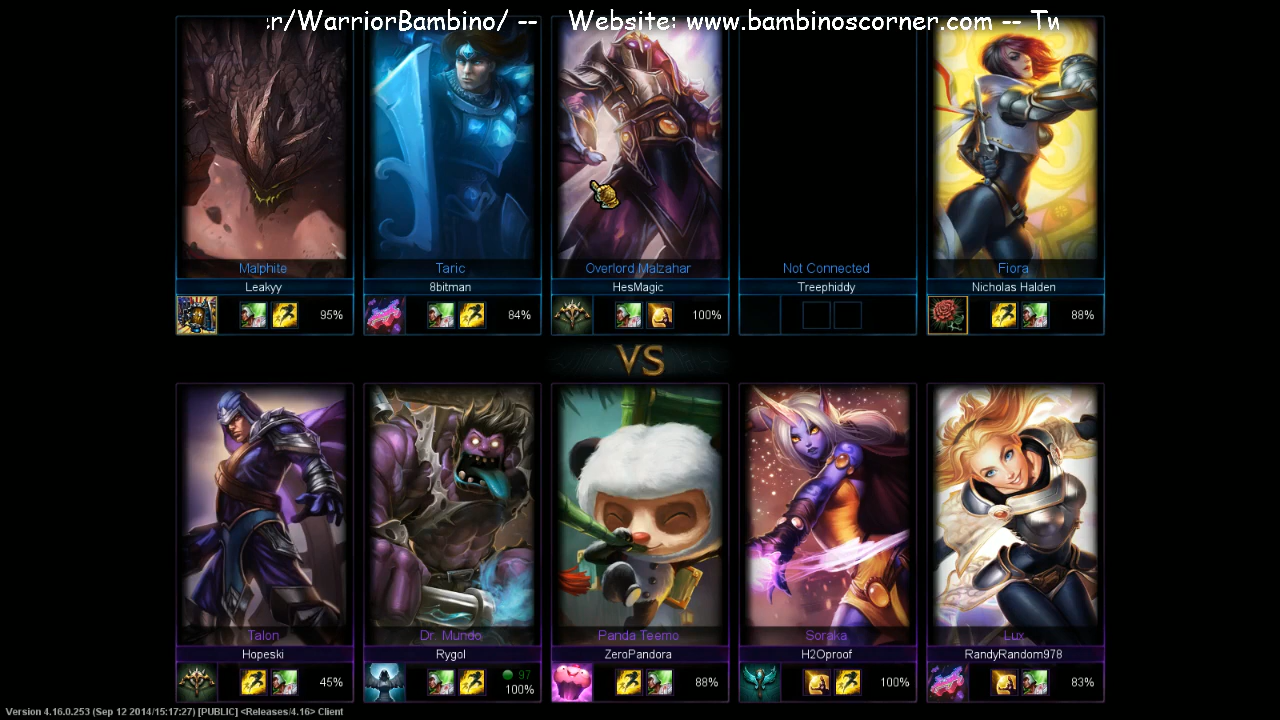 er/WarriorBambino/ -- Website: www.bambinoscorner.com -- Tw
Malphite
Leakyy
95%
Taric
8bitman
84%
Overlord Malzahar
HesMagic
100%
Not Connected
Treephiddy
Fiora
Nicholas Halden
88%
VS
Talon
Hopeski
45%
Dr. Mundo
Rygol
97
100%
Panda Teemo
ZeroPandora
88%
Soraka
H2Oproof
100%
Lux
RandyRandom978
83%
Version 4.16.0.253 (Sep 12 2014/15:17:27) [PUBLIC] <Releases/4.16> Client